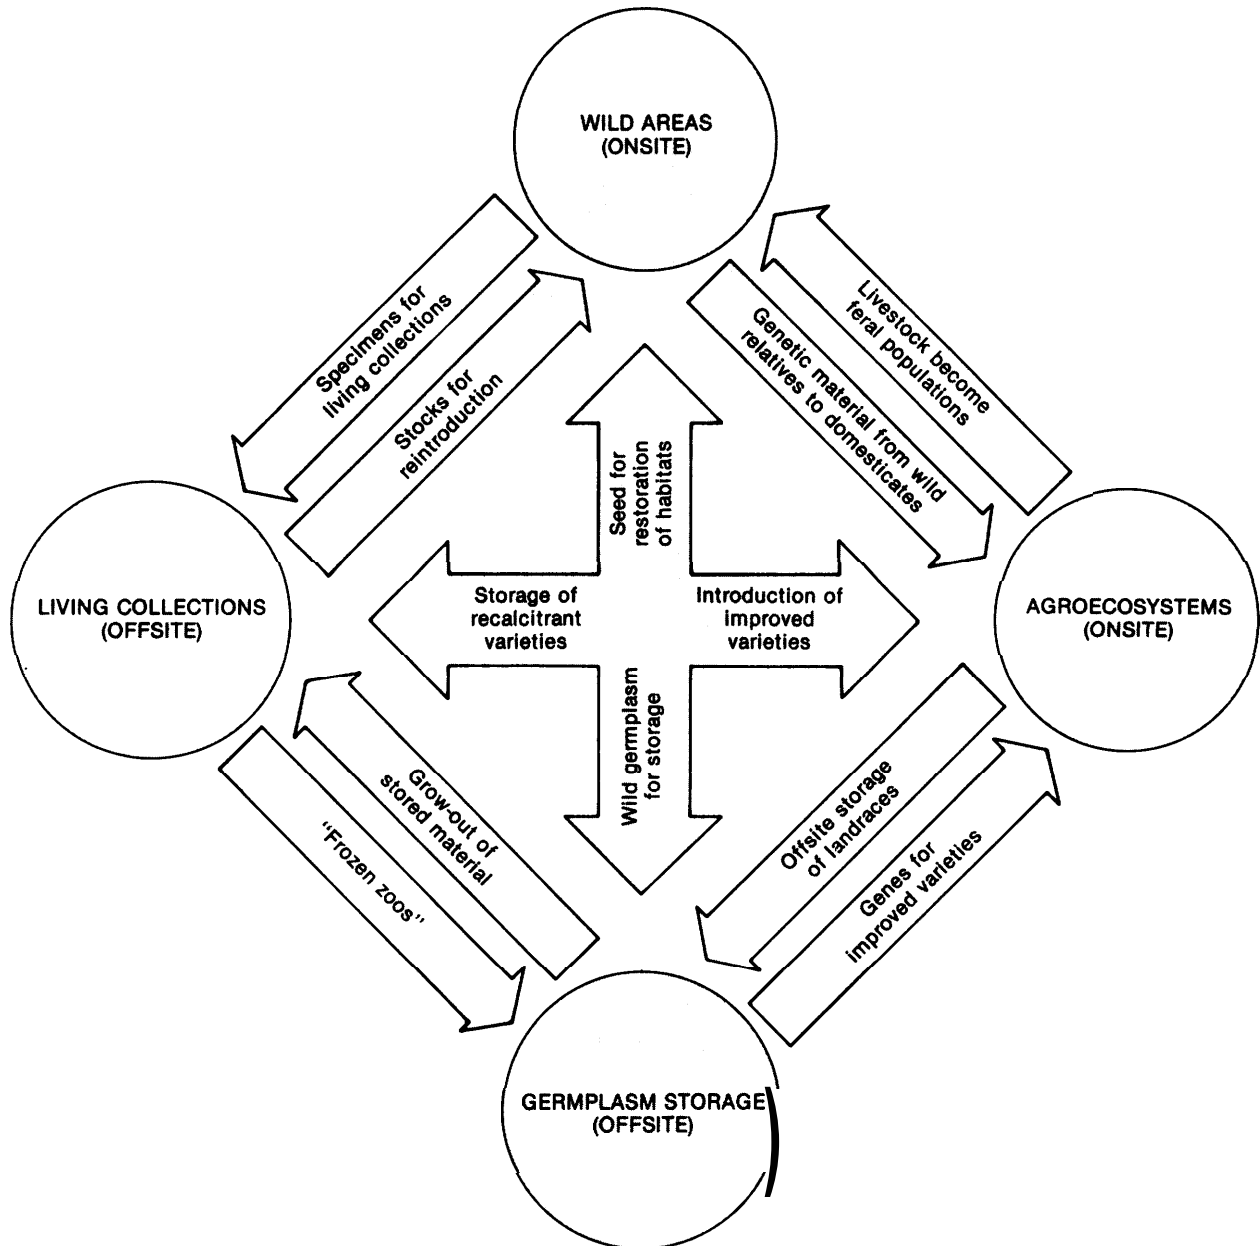 WILD AREAS
(ONSITE)
Specimens for
living collections
Stocks for
reintroduction
Livestock become
feral populations
Genetic material from wild
relatives to domesticates
Seed for
restoration
of habitats
LIVING COLLECTIONS
(OFFSITE)
Storage of
recalcitrant
varieties
Introduction of
improved
varieties
AGROECOSYSTEMS
(ONSITE)
Wild germplasm
for storage
Grow-out of
stored material
"Frozen zoos"
Offsite storage
of landraces
Genes for
improved varieties
GERMPLASM STORAGE
(OFFSITE)